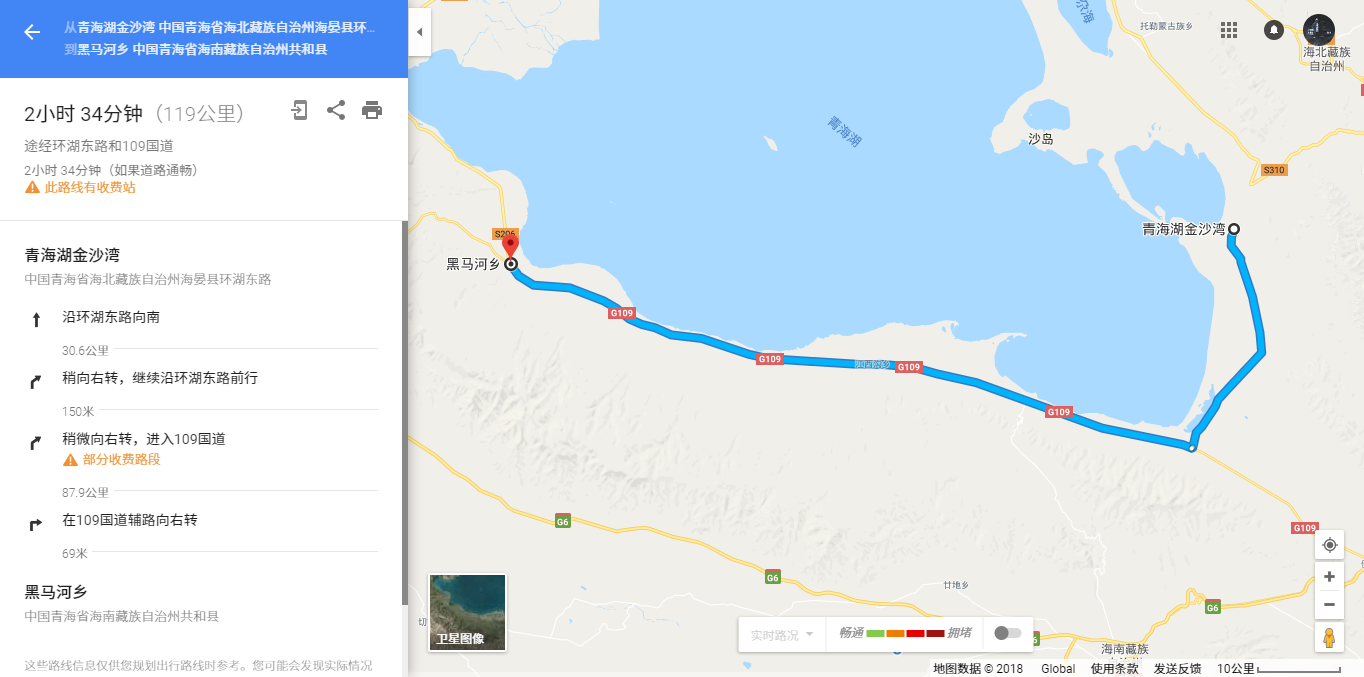 从青海湖金沙湾 中国青海省海北藏族自治州海晏县环...
到黑马河乡 中国青海省海南藏族自治州共和县
2小时 34分钟（119公里）
途经环湖东路和109国道
2小时 34分钟（如果道路通畅）
此路线有收费站
青海湖金沙湾
中国青海省海北藏族自治州海晏县环湖东路
沿环湖东路向南
30.6公里
稍向右转，继续沿环湖东路前行
150米
稍微向右转，进入109国道
部分收费路段
87.9公里
在109国道辅路向右转
69米
黑马河乡
中国青海省海南藏族自治州共和县
这些路线信息仅供您规划出行路线时参考。您可能会发现实际情况
尕海
托勒蒙古族乡
海北藏族
自治州
青海湖
沙岛
S310
青海湖金沙湾
S206
黑马河乡
G109
G109
G109
G109
G109
G6
G6
G6
廿地乡
切
海南藏族
卫星图像
实时路况
畅通
拥堵
地图数据 © 2018
Global
使用条款
发送反馈
10公里